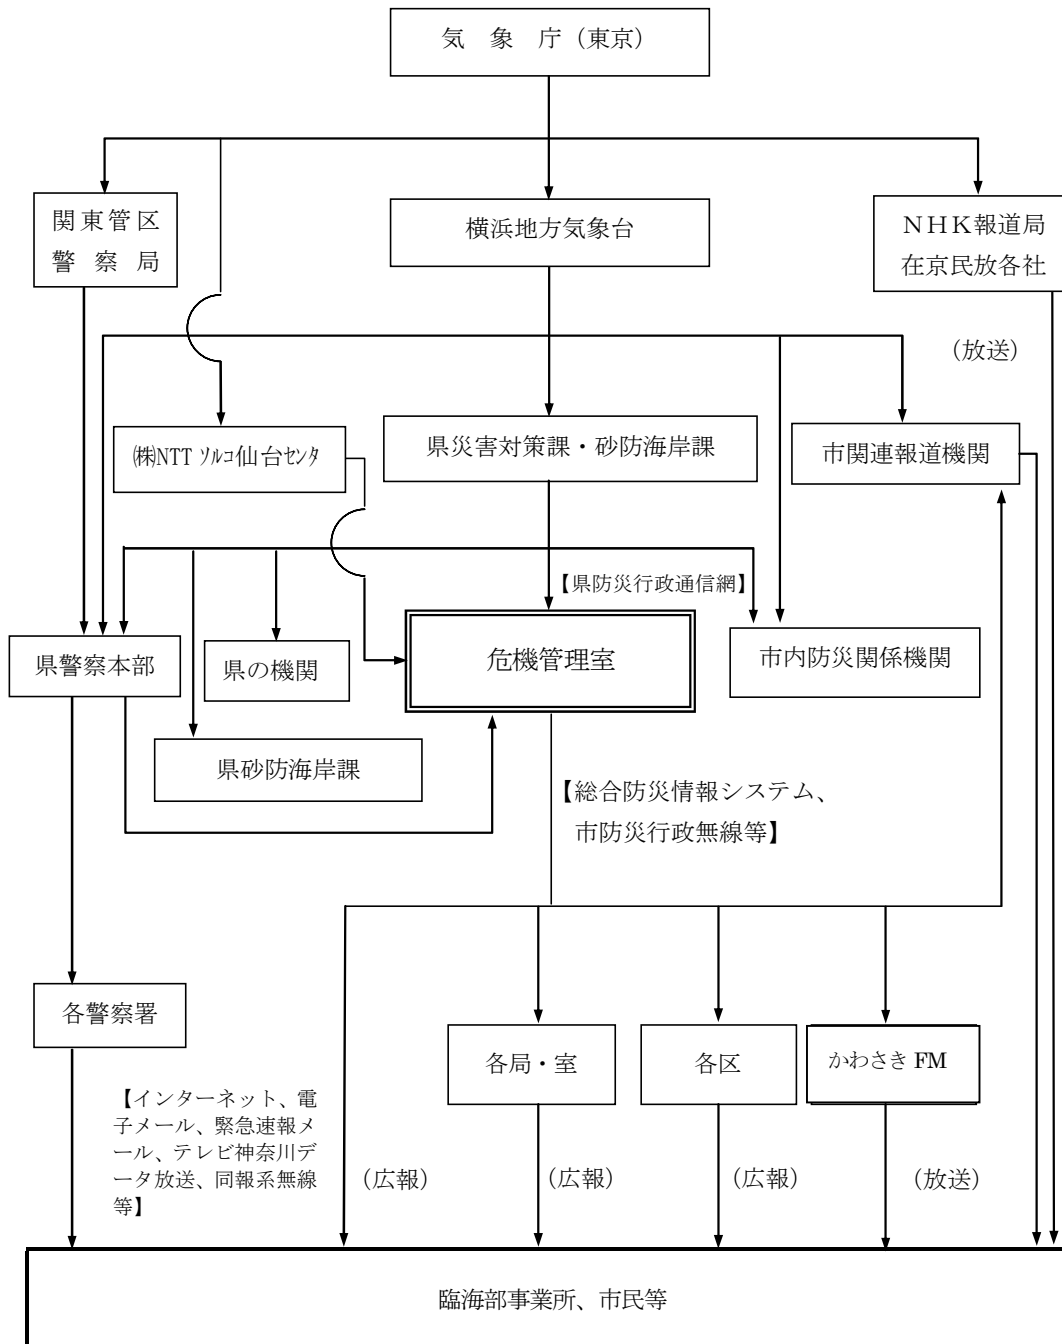 気　象　庁（東京）
関東管区
警　察　局
横浜地方気象台
ＮＨＫ報道局
在京民放各社
（放送）
㈱NTT ｿﾙｺ仙台ｾﾝﾀ
県災害対策課・砂防海岸課
市関連報道機関
【県防災行政通信網】
県警察本部
県の機関
危機管理室
市内防災関係機関
県砂防海岸課
【総合防災情報システム、
市防災行政無線等】
各警察署
各局・室
各区
かわさき FM
【インターネット、電
子メール、緊急速報メ
ール、テレビ神奈川デ
ータ放送、同報系無線
等】
（広報）
（広報）
（広報）
（放送）
臨海部事業所、市民等